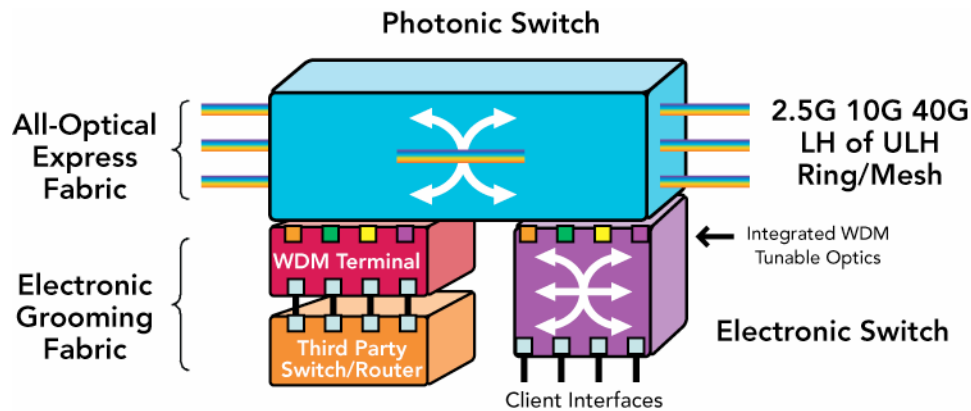 Photonic Switch
All-Optical
Express
Fabric
2.5G 10G 40G
LH of ULH
Ring/Mesh
WDM Terminal
Integrated WDM
Tunable Optics
Electronic
Grooming
Fabric
Third Party
Switch/Router
Electronic Switch
Client Interfaces